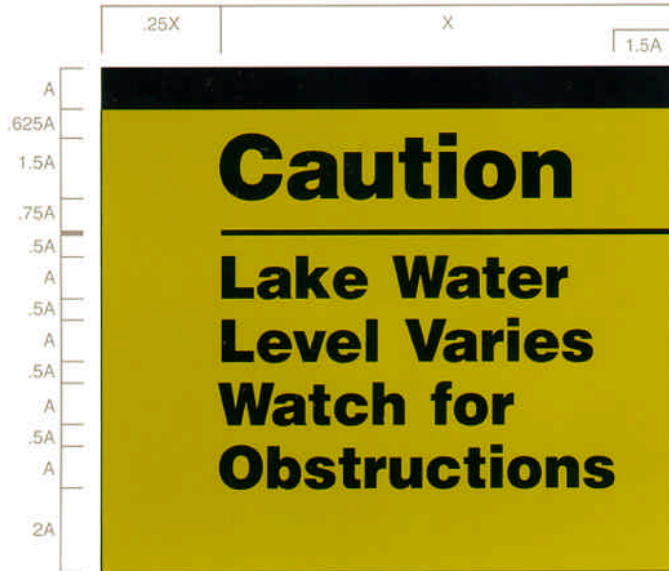 .25X X
1.5A
A
.625A
1.5A
.75A
.5A
A
.5A
A
.5A
A
.5A
A
2A
Caution
Lake Water
Level Varies
Watch for
Obstructions